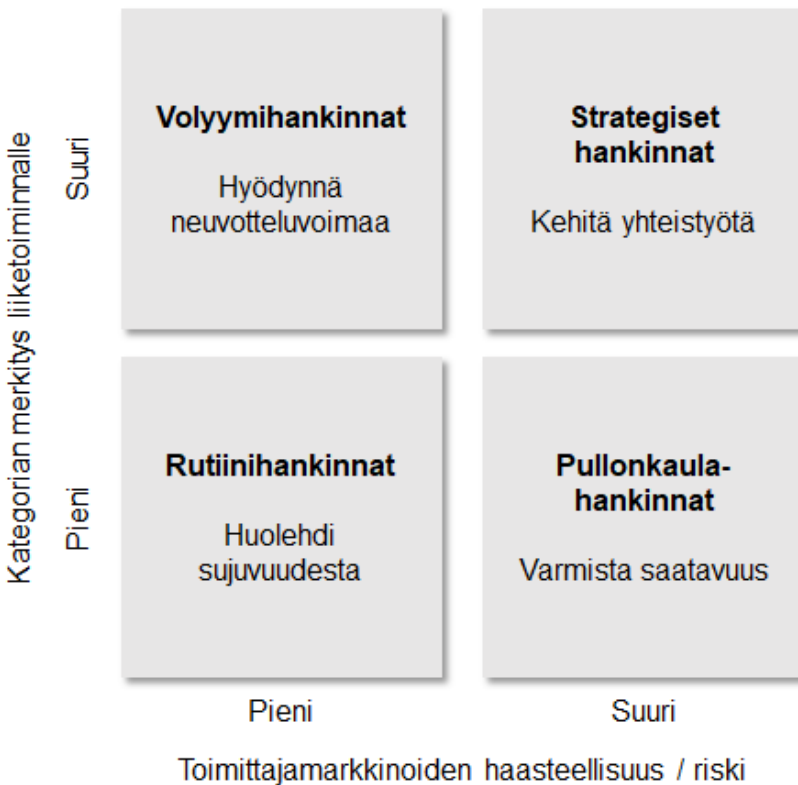 Kategorian merkitys liiketoiminnalle
Suuri
Volyymihankinnat
Hyödynnä
neuvotteluvoimaa
Strategiset
hankinnat
Kehitä yhteistyötä
Pieni
Rutiinihankinnat
Huolehdi
sujuvuudesta
Pullonkaula-
hankinnat
Varmista saatavuus
Pieni
Suuri
Toimittajamarkkinoiden haasteellisuus / riski